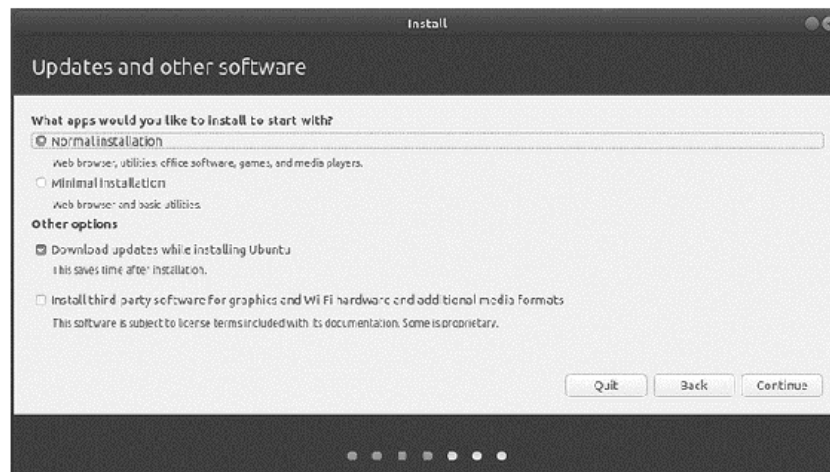 Install
Updates and other software
What apps would you like to install to start with?
Normal installation
Web browser, utilities, office software, games, and media players.
Minimal installation
Web browser and basic utilities.
Other options
Download updates while installing Ubuntu
This saves time after installation.
Install third party software for graphics and Wi Fi hardware and additional media formats
This software is subject to license terms included with its documentation. Some is proprietary.
Quit Back Continue